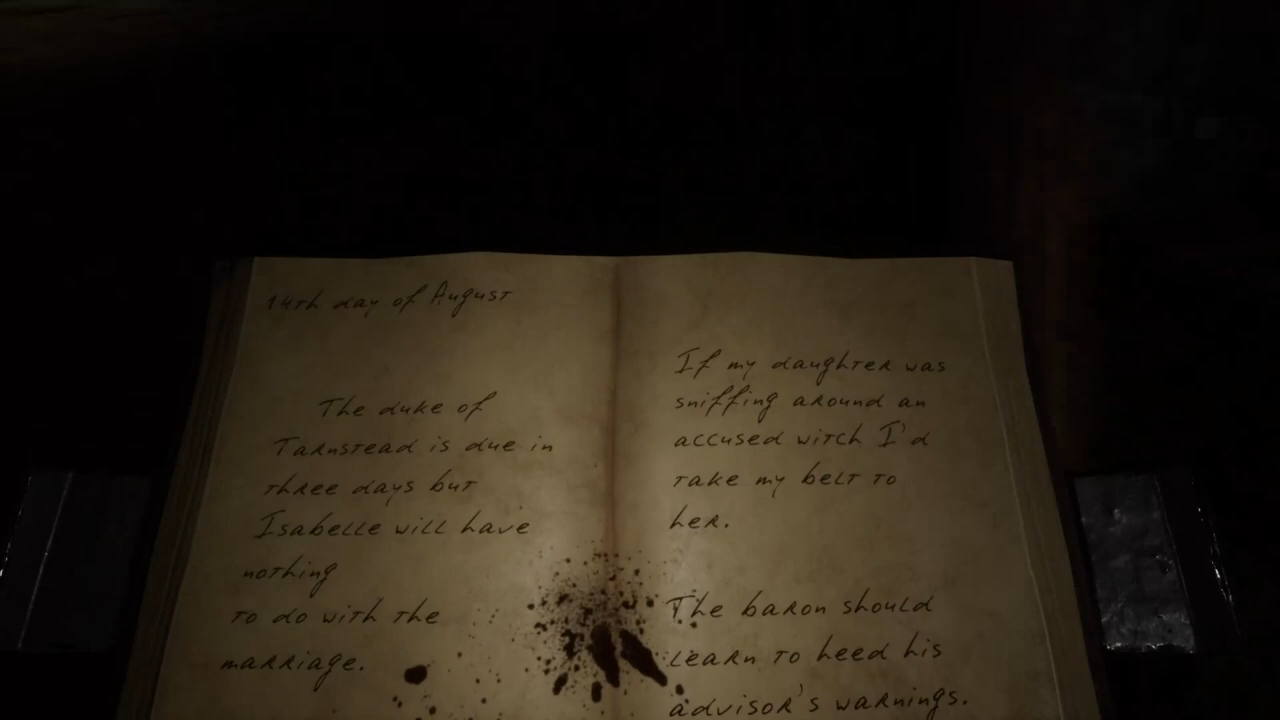 14th day of August
The duke of
Tarnstead is due in
three days but
Isabelle will have
nothing
to do with the
marriage.
If my daughter was
sniffing around an
accused witch I'd
take my belt to
her.
The baron should
learn to heed his
advisor's warnings.